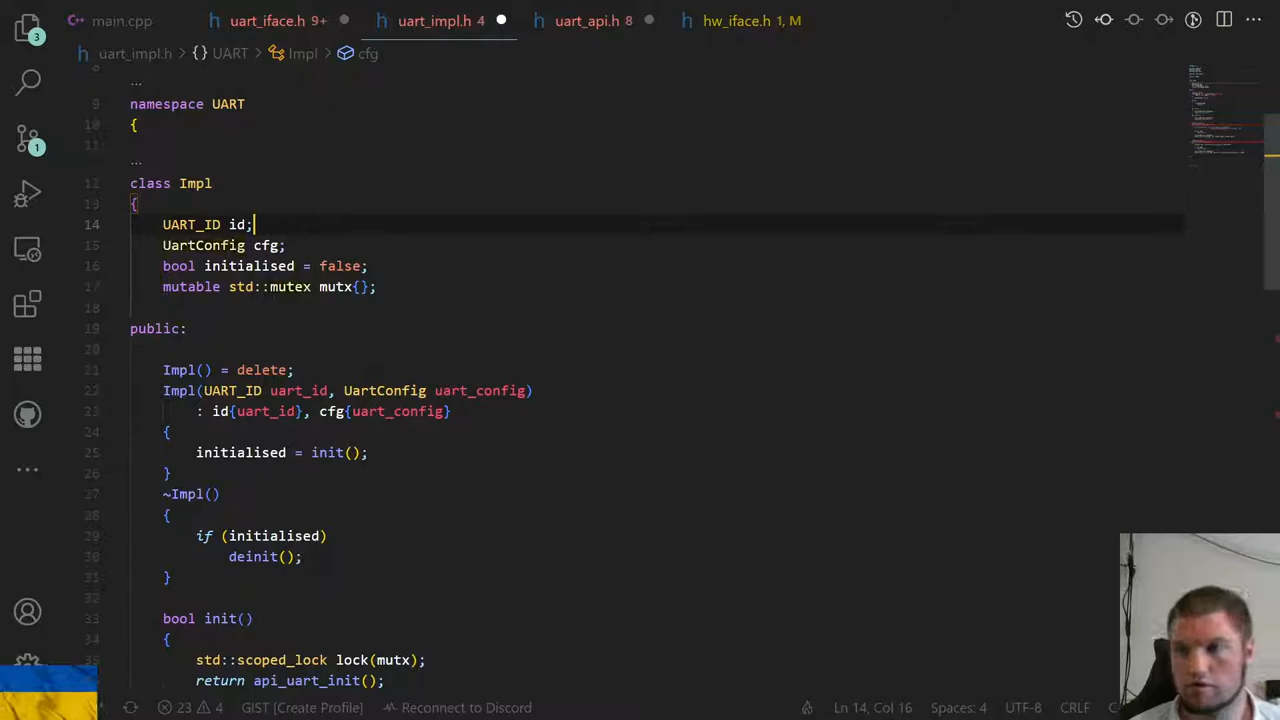 main.cpp
uart_iface.h 9+
uart_impl.h 4
uart_api.h 8
hw_iface.h 1, M
uart_impl.h > {} UART > Impl > cfg
3
1
...
9 namespace UART
10 {
11
...
12 class Impl
13 {
14 UART_ID id;
15 UartConfig cfg;
16 bool initialised = false;
17 mutable std::mutex mutx{};
18
19 public:
20
21 Impl() = delete;
22 Impl(UART_ID uart_id, UartConfig uart_config)
23 : id{uart_id}, cfg{uart_config}
24 {
25 initialised = init();
26 }
27 ~Impl()
28 {
29 if (initialised)
30 deinit();
31 }
32
33 bool init()
34 {
35 std::scoped_lock lock(mutx);
return api_uart_init();
23 4 GIST [Create Profile] Reconnect to Discord Ln 14, Col 16 Spaces: 4 UTF-8 CRLF